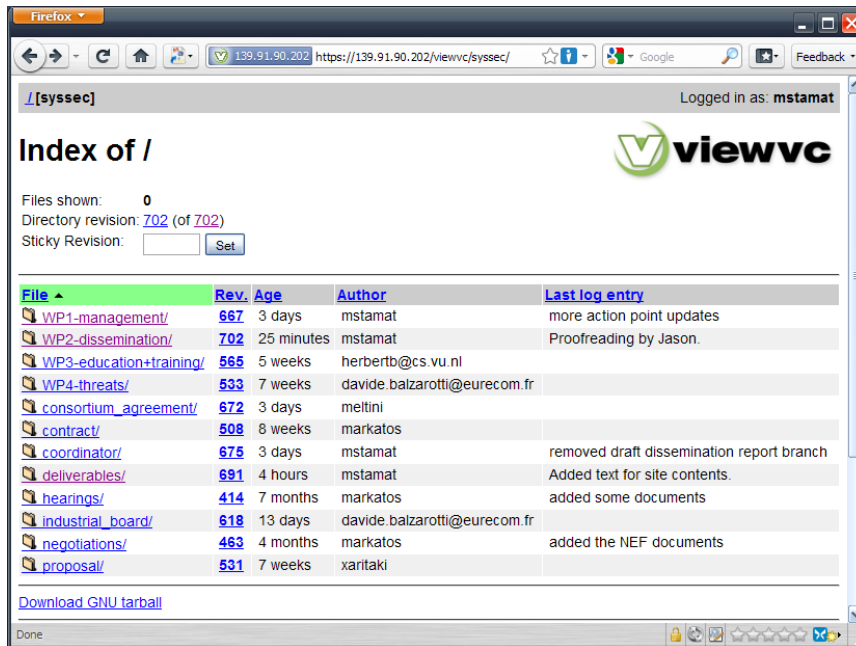 Firefox
139.91.90.202 https://139.91.90.202/viewvc/syssec/ Google Feedback
/ [syssec] Logged in as: mstamat
Index of / viewvc
Files shown: 0
Directory revision: 702 (of 702)
Sticky Revision: Set
File Rev. Age Author Last log entry
WP1-management/ 667 3 days mstamat more action point updates
WP2-dissemination/ 702 25 minutes mstamat Proofreading by Jason.
WP3-education+training/ 565 5 weeks herbertb@cs.vu.nl
WP4-threats/ 533 7 weeks davide.balzarotti@eurecom.fr
consortium_agreement/ 672 3 days meltini
contract/ 508 8 weeks markatos
coordinator/ 675 3 days mstamat removed draft dissemination report branch
deliverables/ 691 4 hours mstamat Added text for site contents.
hearings/ 414 7 months markatos added some documents
industrial_board/ 618 13 days davide.balzarotti@eurecom.fr
negotiations/ 463 4 months markatos added the NEF documents
proposal/ 531 7 weeks xaritaki
Download GNU tarball
Done